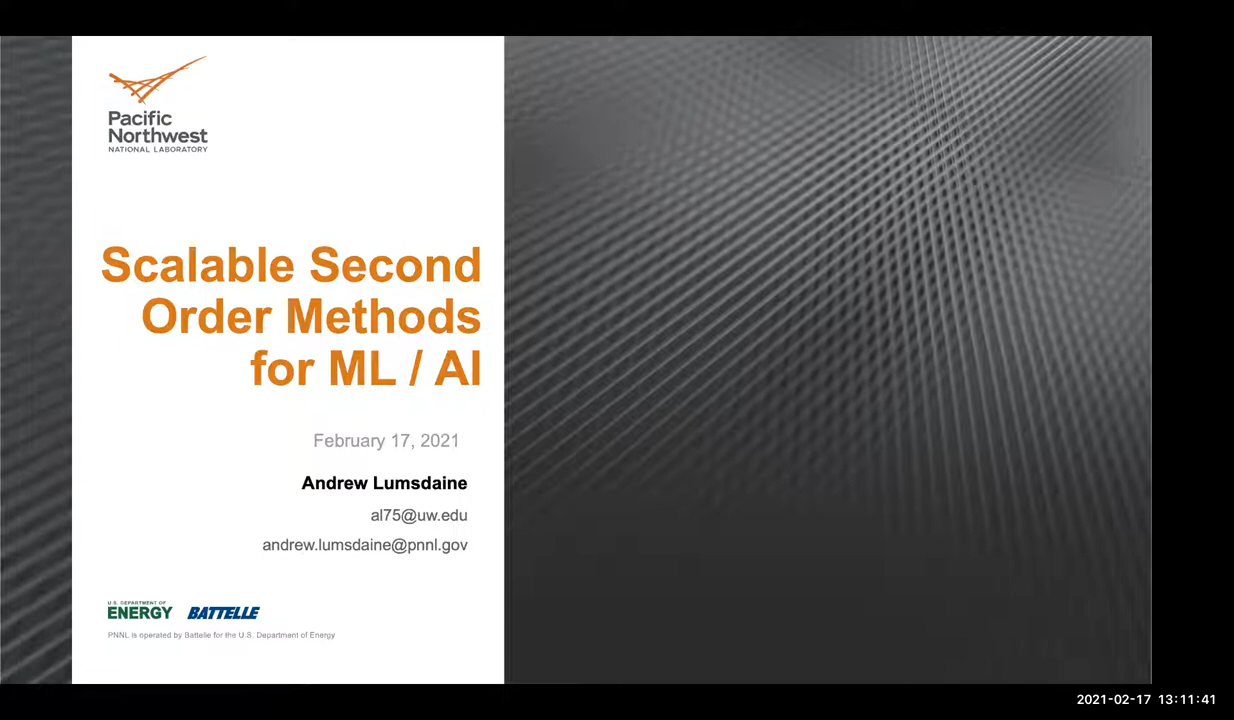 Pacific
Northwest
NATIONAL LABORATORY
Scalable Second
Order Methods
for ML / AI
February 17, 2021
Andrew Lumsdaine
al75@uw.edu
andrew.lumsdaine@pnnl.gov
U.S. DEPARTMENT OF
ENERGY BATTELLE
PNNL is operated by Battelle for the U.S. Department of Energy
2021-02-17 13:11:41